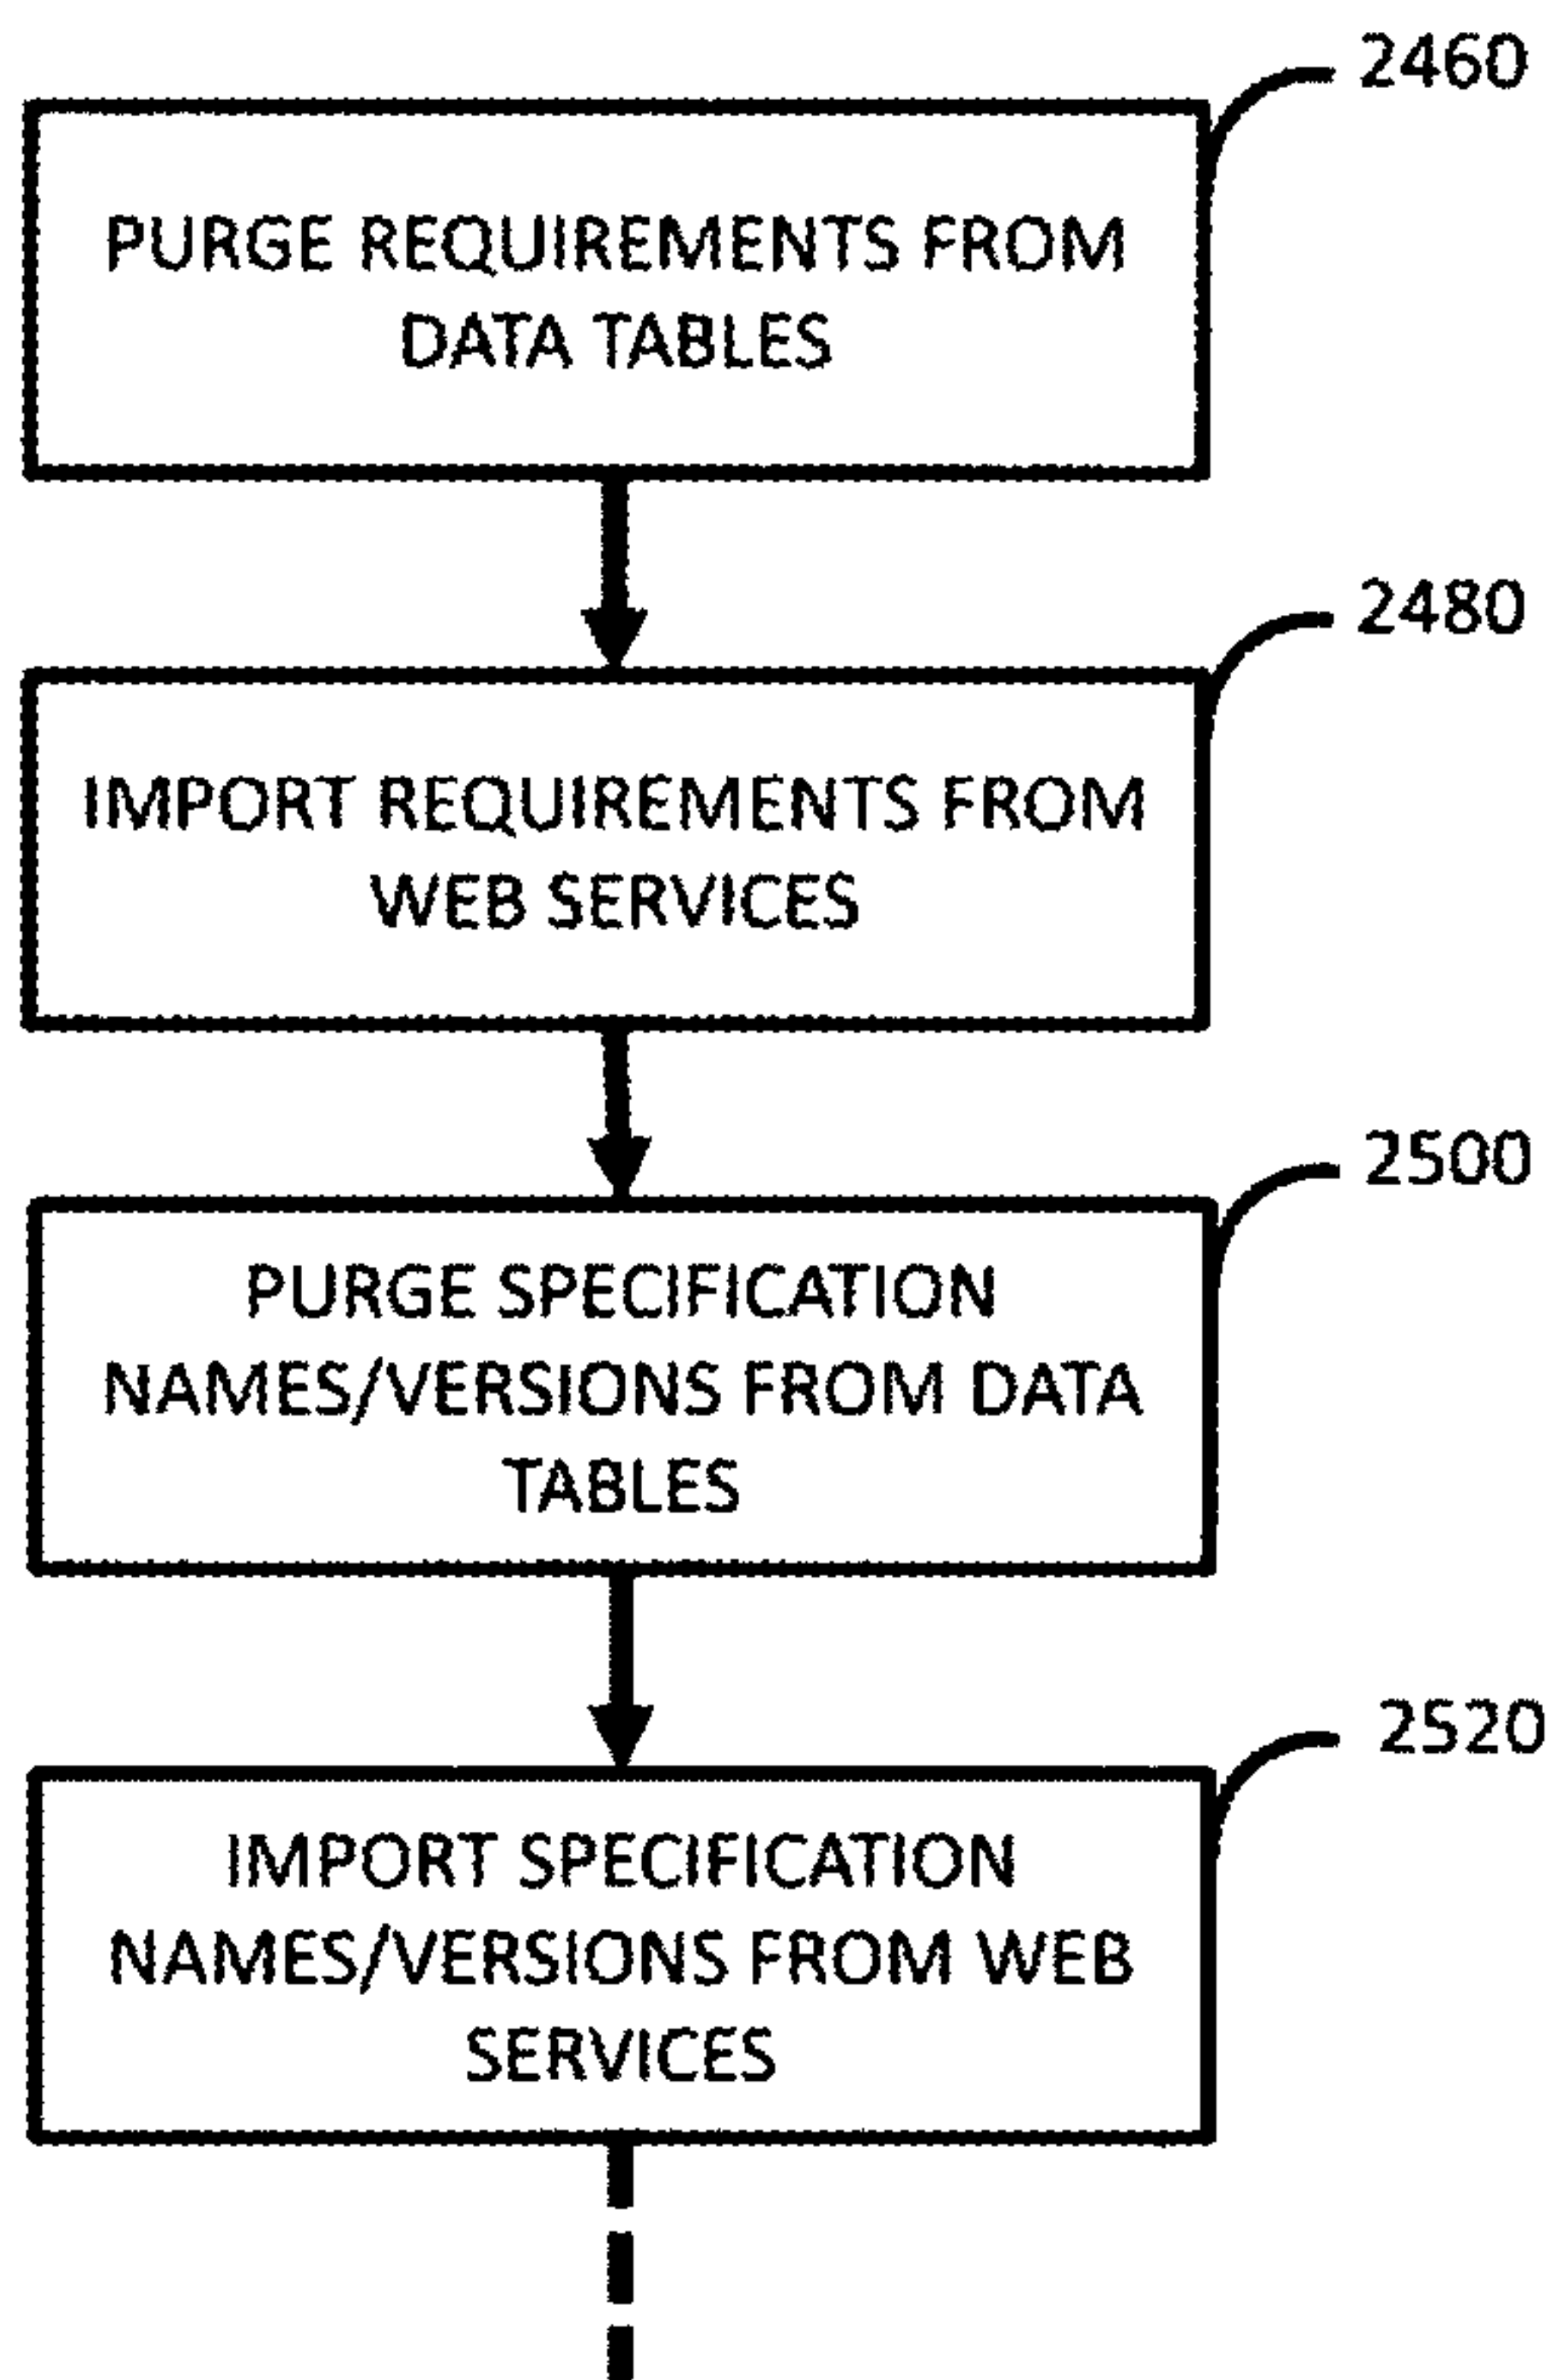 2460
PURGE REQUIREMENTS FROM
DATA TABLES
2480
IMPORT REQUIREMENTS FROM
WEB SERVICES
2500
PURGE SPECIFICATION
NAMES/VERSIONS FROM DATA
TABLES
2520
IMPORT SPECIFICATION
NAMES/VERSIONS FROM WEB
SERVICES